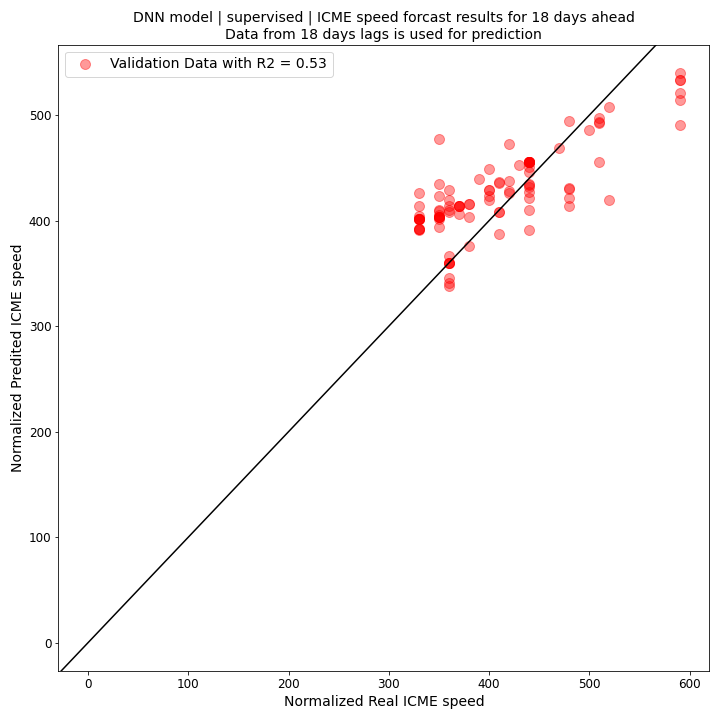 DNN model | supervised | ICME speed forcast results for 18 days ahead
Data from 18 days lags is used for prediction
Validation Data with R2 = 0.53
Normalized Predited ICME speed
500
400
300
200
100
0
0 100 200 300 400 500 600
Normalized Real ICME speed